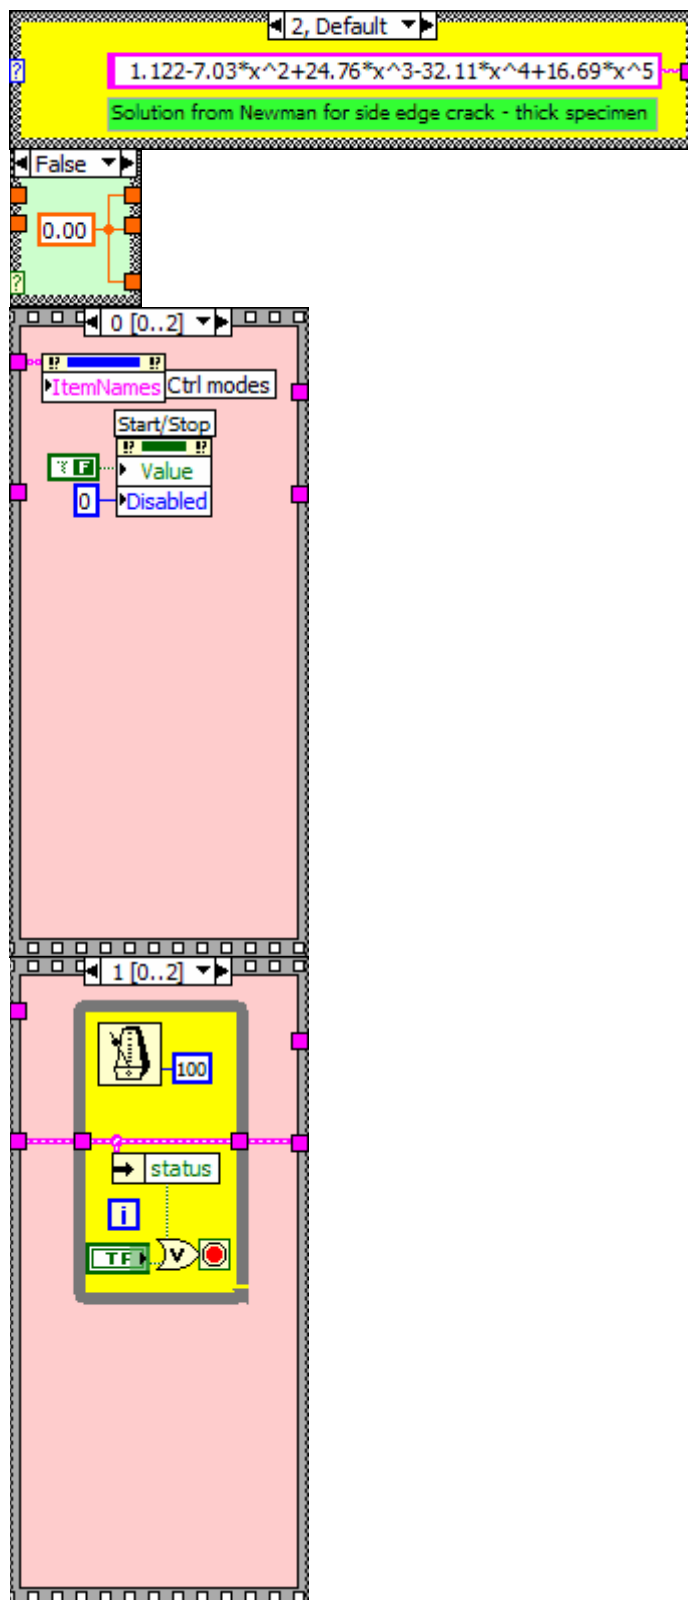 2, Default
?
1.122-7.03*x^2+24.76*x^3-32.11*x^4+16.69*x^5
Solution from Newman for side edge crack - thick specimen
False
0.00
?
0 [0..2]
!? !?
ItemNames Ctrl modes
Start/Stop
!? !?
F Value
0 Disabled
1 [0..2]
100
status
i
TF V